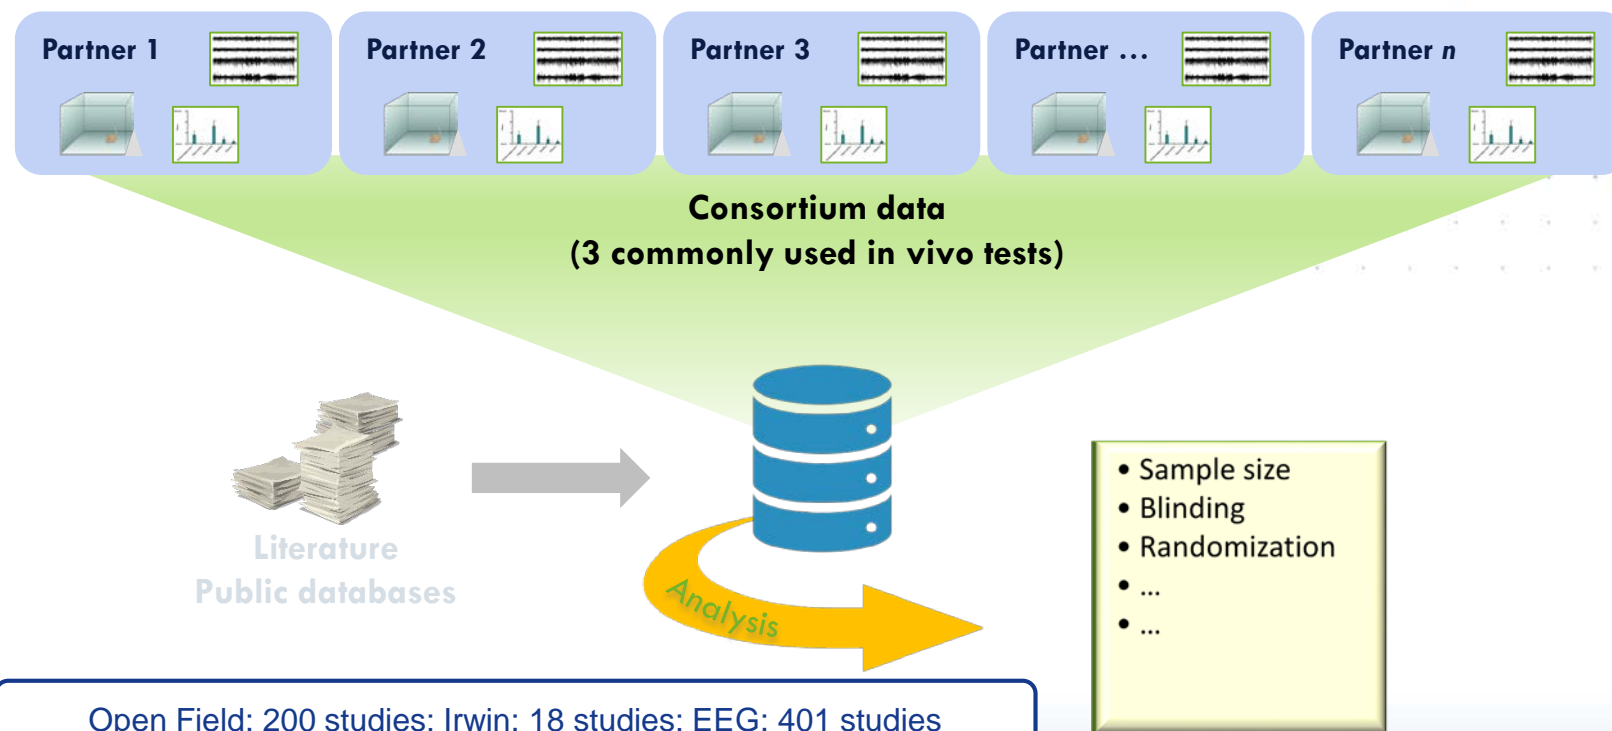 Partner 1
Partner 2
Partner 3
Partner ...
Partner n
Consortium data
(3 commonly used in vivo tests)
Literature
Public databases
Analysis
• Sample size
• Blinding
• Randomization
• ...
• ...
Open Field: 200 studies; Irwin: 18 studies; EEG: 401 studies